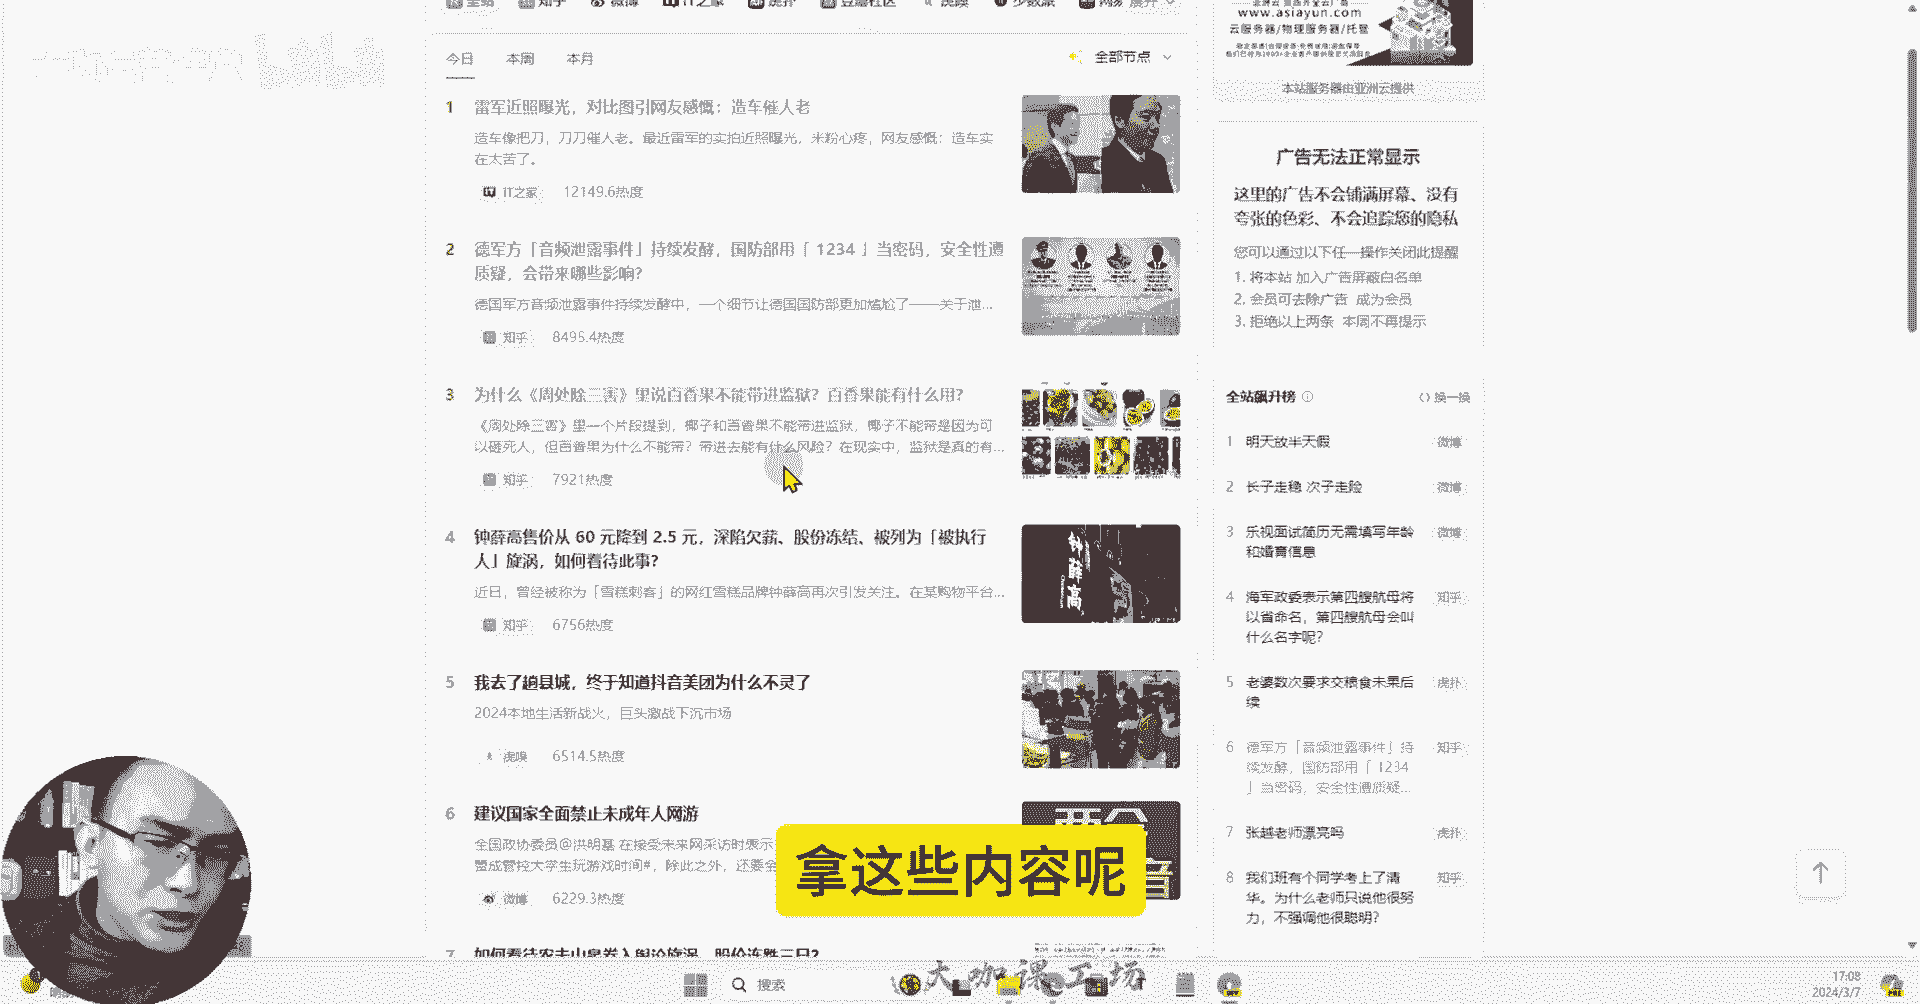 知乎
微博
IT之家
虎扑
豆瓣社区
虎嗅
少数派
展开
今日 本周 本月
全部节点
1 雷军近照曝光，对比图引网友感慨：造车催人老
造车像把刀，刀刀催人老。最近雷军的实拍近照曝光，米粉心疼，网友感慨：造车实
在太苦了。
IT之家 12149.6热度
2 德军方「音频泄露事件」持续发酵，国防部用「 1234 」当密码，安全性遭
质疑，会带来哪些影响？
德国军方音频泄露事件持续发酵中，一个细节让德国国防部更加尴尬了——关于泄...
知乎 8495.4热度
3 为什么《周处除三害》里说百香果不能带进监狱？百香果能有什么用？
《周处除三害》里一个片段提到，椰子和百香果不能带进监狱，椰子不能带是因为可
以砸死人，但百香果为什么不能带？带进去能有什么风险？在现实中，监狱是真的有...
知乎 7921热度
4 钟薛高售价从 60 元降到 2.5 元，深陷欠薪、股份冻结、被列为「被执行
人」旋涡，如何看待此事？
近日，曾经被称为「雪糕刺客」的网红雪糕品牌钟薛高再次引发关注。在某购物平台...
知乎 6756热度
钟薛高
5 我去了趟县城，终于知道抖音美团为什么不灵了
2024本地生活新战火，巨头激战下沉市场
虎嗅 6514.5热度
6 建议国家全面禁止未成年人网游
全国政协委员@洪明基 在接受未来网采访时表示
暨成管控大学生玩游戏时间#，除此之外，还要全
微博 6229.3热度
两会
音
拿这些内容呢
7 如何看待农夫山泉卷入舆论旋涡，股价连跌三日？
www.asiayun.com
云服务器/物理服务器/托管
本站服务器由亚洲云提供
广告无法正常显示
这里的广告不会铺满屏幕、没有
夸张的色彩、不会追踪您的隐私
您可以通过以下任一操作关闭此提醒
1. 将本站 加入广告屏蔽白名单
2. 会员可去除广告 成为会员
3. 拒绝以上两条 本周不再提示
全站飙升榜 换一换
1 明天放半天假 微博
2 长子走稳 次子走险 微博
3 乐视面试简历无需填写年龄 微博
和婚育信息
4 海军政委表示第四艘航母将 知乎
以省命名，第四艘航母会叫
什么名字呢？
5 老婆数次要求交粮食未果后 虎扑
续
6 德军方「音频泄露事件」持 知乎
续发酵，国防部用「 1234
」当密码，安全性遭质疑...
7 张越老师漂亮吗 虎扑
8 我们班有个同学考上了清 知乎
华。为什么老师只说他很努
力，不强调他很聪明？
搜索
大咖课工场
17:08
2024/3/7